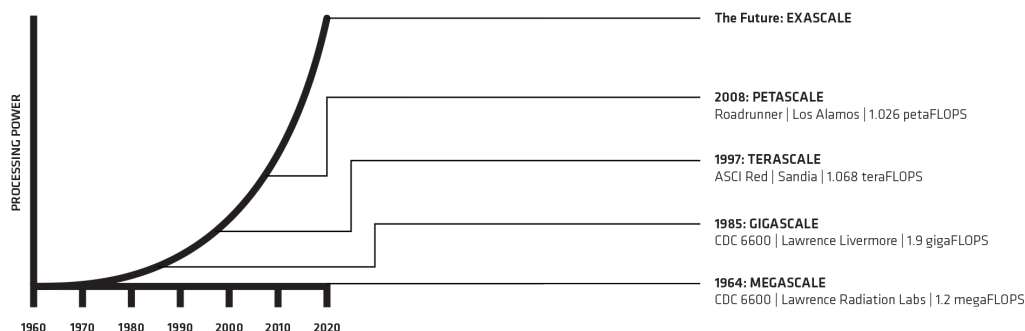 PROCESSING POWER
The Future: EXASCALE
2008: PETASCALE
Roadrunner | Los Alamos | 1.026 petaFLOPS
1997: TERASCALE
ASCI Red | Sandia | 1.068 teraFLOPS
1985: GIGASCALE
CDC 6600 | Lawrence Livermore | 1.9 gigaFLOPS
1964: MEGASCALE
CDC 6600 | Lawrence Radiation Labs | 1.2 megaFLOPS
1960 1970 1980 1990 2000 2010 2020